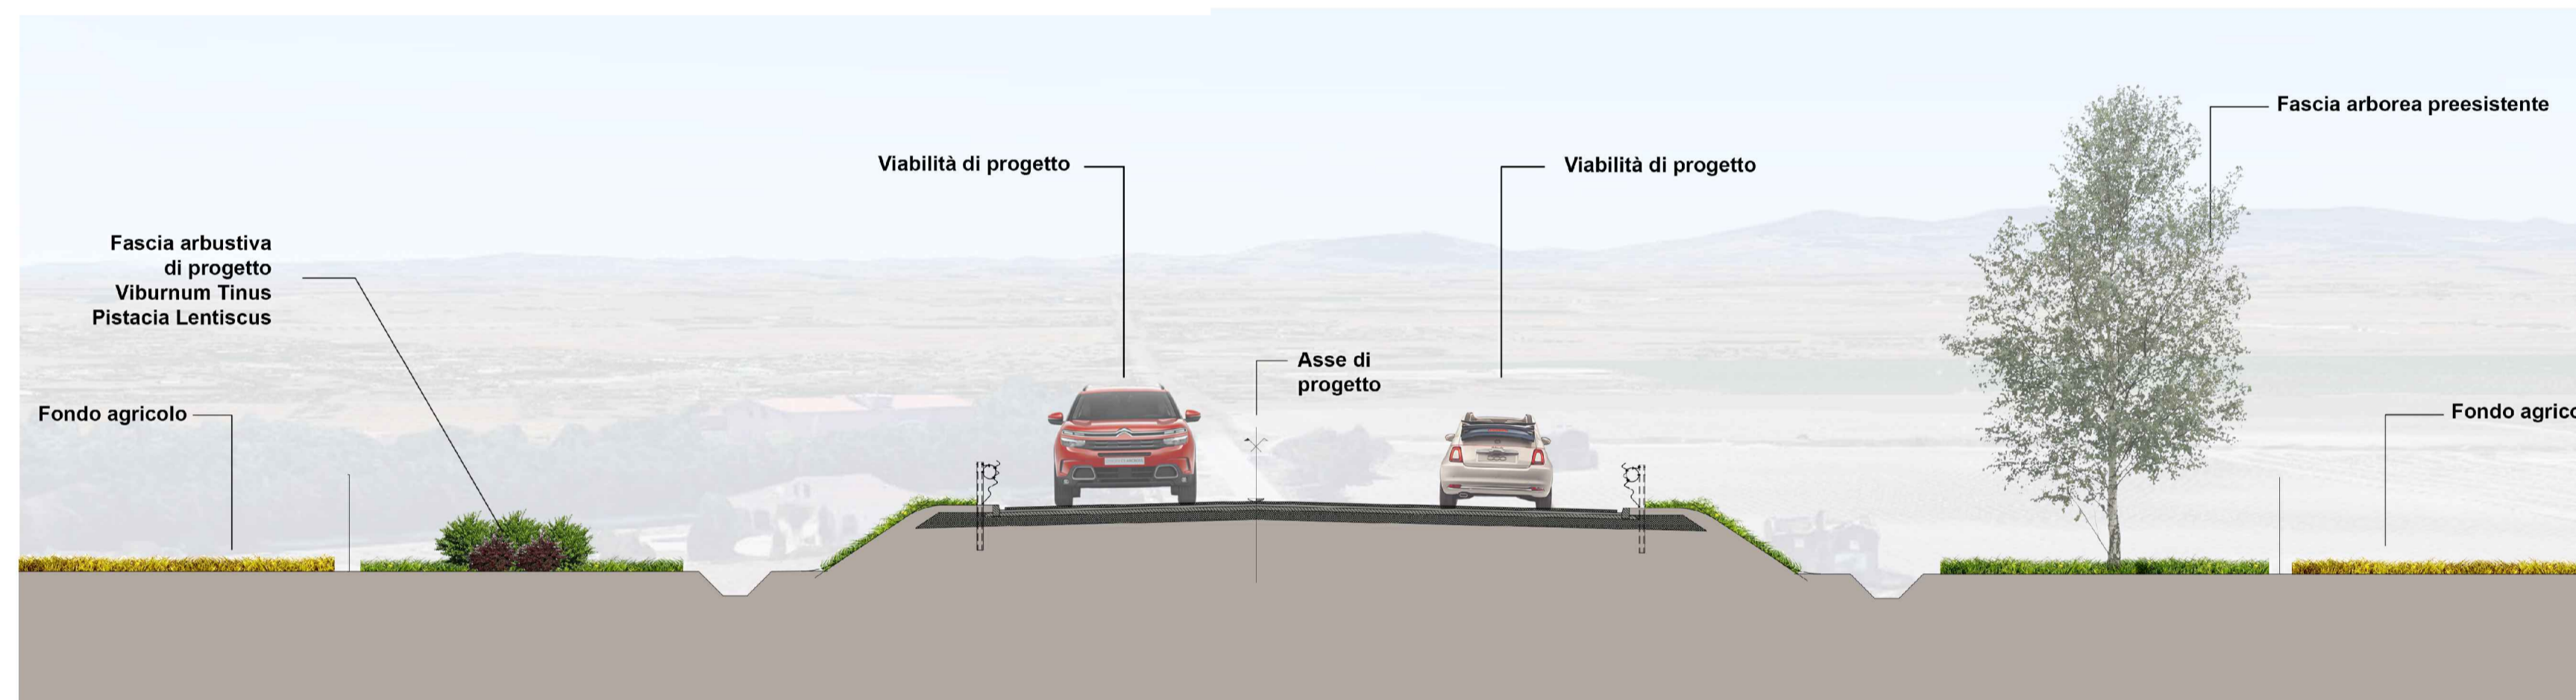 Fascia arborea preesistente
Viabilità di progetto
Viabilità di progetto
Fascia arbustiva
di progetto
Viburnum Tinus
Pistacia Lentiscus
Asse di
progetto
Fondo agricolo
Fondo agrico